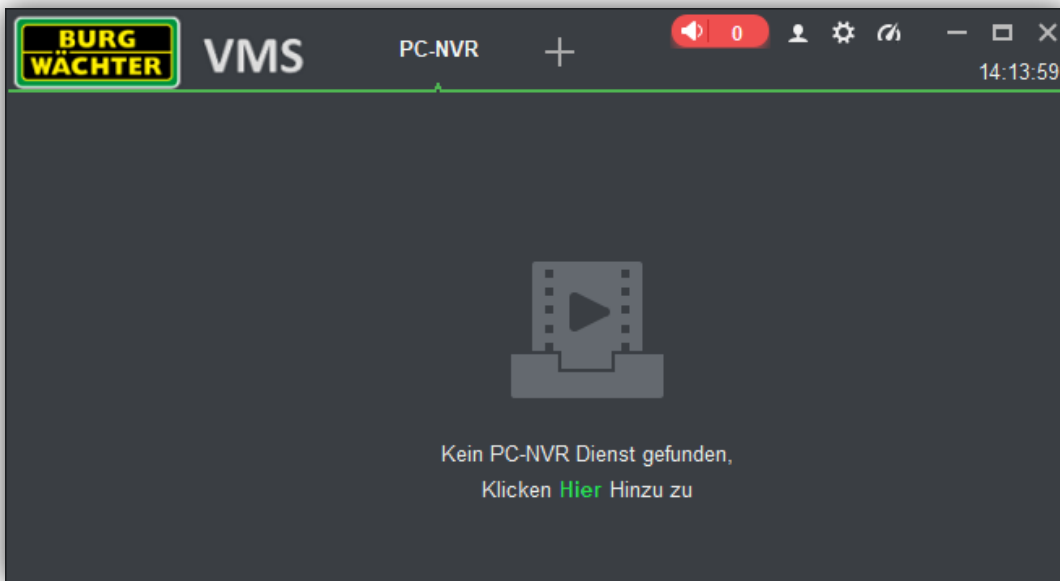 BURG
WÄCHTER
VMS
PC-NVR
0
14:13:59
Kein PC-NVR Dienst gefunden,
Klicken Hier Hinzu zu